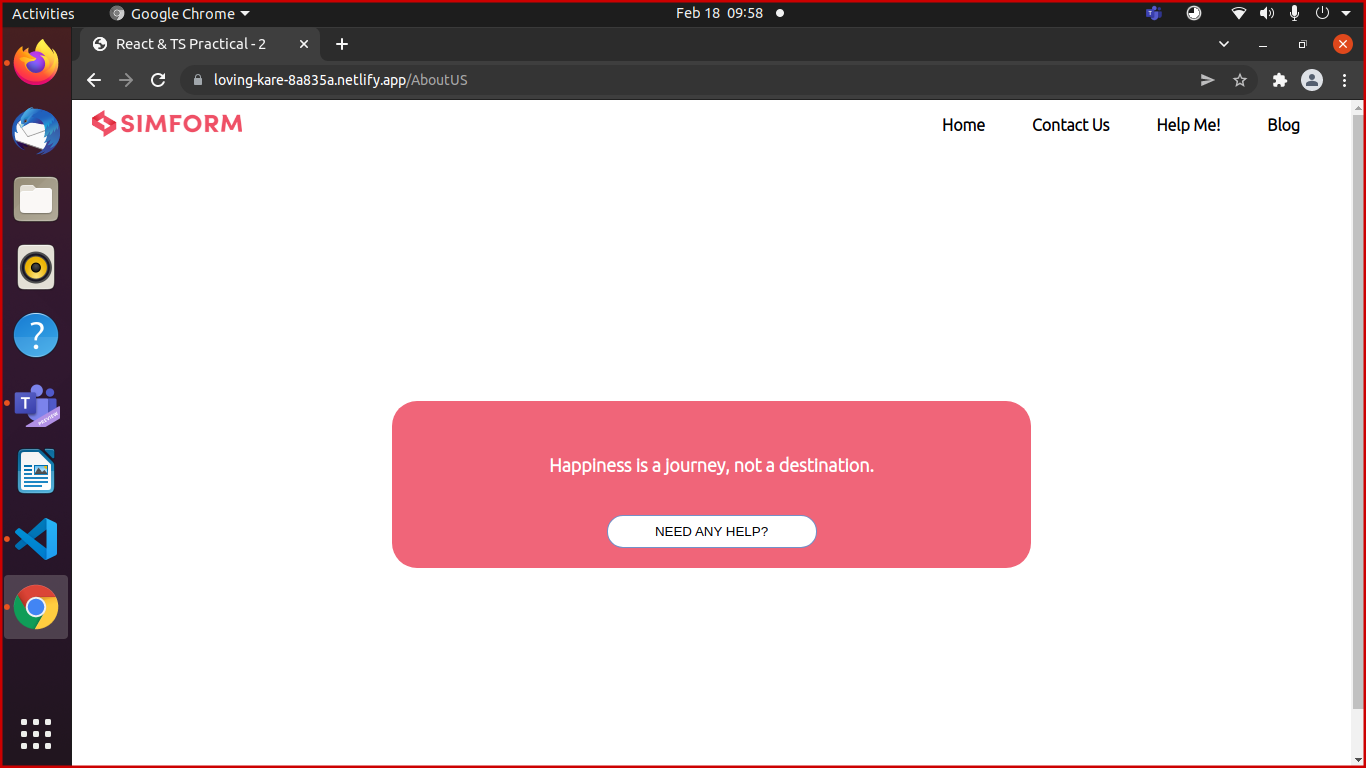 Activities
Google Chrome
Feb 18 09:58
React & TS Practical - 2
loving-kare-8a835a.netlify.app/AboutUS
SIMFORM
Home
Contact Us
Help Me!
Blog
Happiness is a journey, not a destination.
NEED ANY HELP?
?
T
PREVIEW